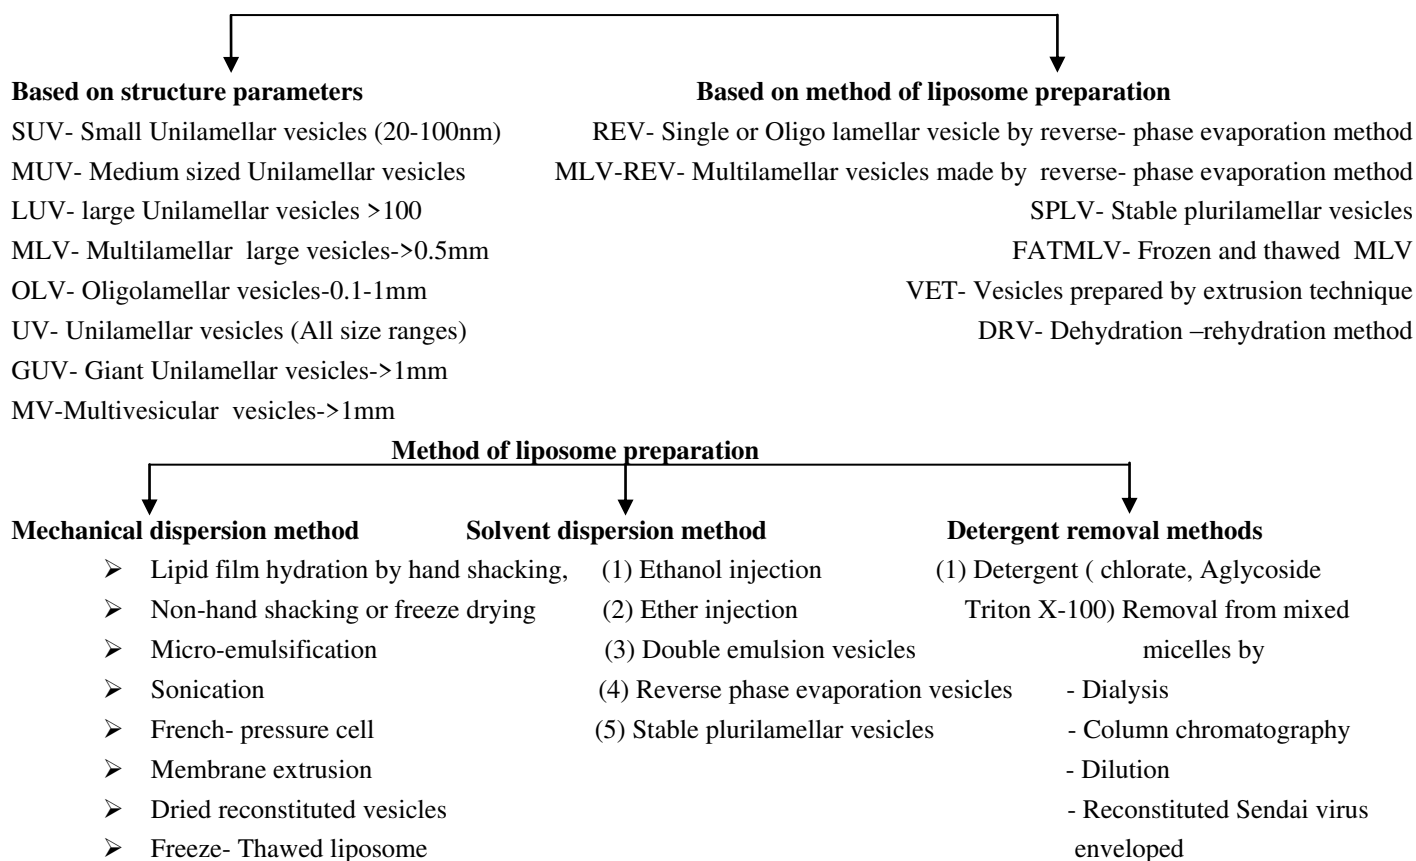 Based on structure parameters
SUV- Small Unilamellar vesicles (20-100nm)
MUV- Medium sized Unilamellar vesicles
LUV- large Unilamellar vesicles >100
MLV- Multilamellar large vesicles->0.5mm
OLV- Oligolamellar vesicles-0.1-1mm
UV- Unilamellar vesicles (All size ranges)
GUV- Giant Unilamellar vesicles->1mm
MV-Multivesicular vesicles->1mm
Based on method of liposome preparation
REV- Single or Oligo lamellar vesicle by reverse- phase evaporation method
MLV-REV- Multilamellar vesicles made by reverse- phase evaporation method
SPLV- Stable plurilamellar vesicles
FATMLV- Frozen and thawed MLV
VET- Vesicles prepared by extrusion technique
DRV- Dehydration –rehydration method
Method of liposome preparation
Mechanical dispersion method
➢ Lipid film hydration by hand shacking,
➢ Non-hand shacking or freeze drying
➢ Micro-emulsification
➢ Sonication
➢ French- pressure cell
➢ Membrane extrusion
➢ Dried reconstituted vesicles
➢ Freeze- Thawed liposome
Solvent dispersion method
(1) Ethanol injection
(2) Ether injection
(3) Double emulsion vesicles
(4) Reverse phase evaporation vesicles
(5) Stable plurilamellar vesicles
Detergent removal methods
(1) Detergent ( chlorate, Aglycoside
Triton X-100) Removal from mixed
micelles by
- Dialysis
- Column chromatography
- Dilution
- Reconstituted Sendai virus
enveloped